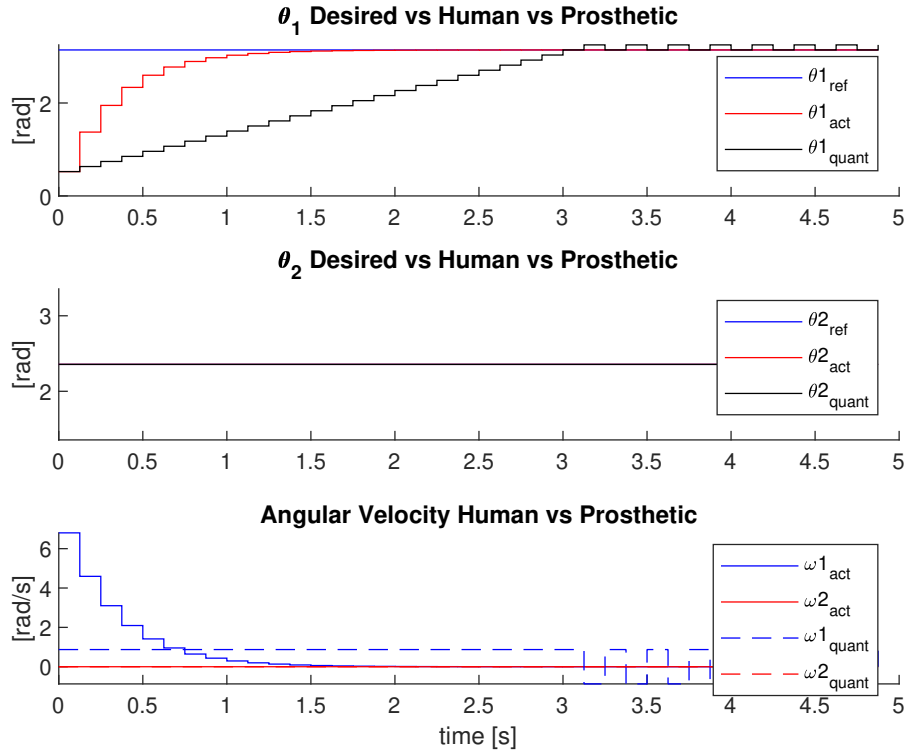 θ₁ Desired vs Human vs Prosthetic
[rad]
2
0
θ1ref
θ1act
θ1quant
0 0.5 1 1.5 2 2.5 3 3.5 4 4.5 5
θ₂ Desired vs Human vs Prosthetic
[rad]
3
2
θ2ref
θ2act
θ2quant
0 0.5 1 1.5 2 2.5 3 3.5 4 4.5 5
Angular Velocity Human vs Prosthetic
[rad/s]
6
4
2
0
ω1act
ω2act
ω1quant
ω2quant
0 0.5 1 1.5 2 2.5 3 3.5 4 4.5 5
time [s]